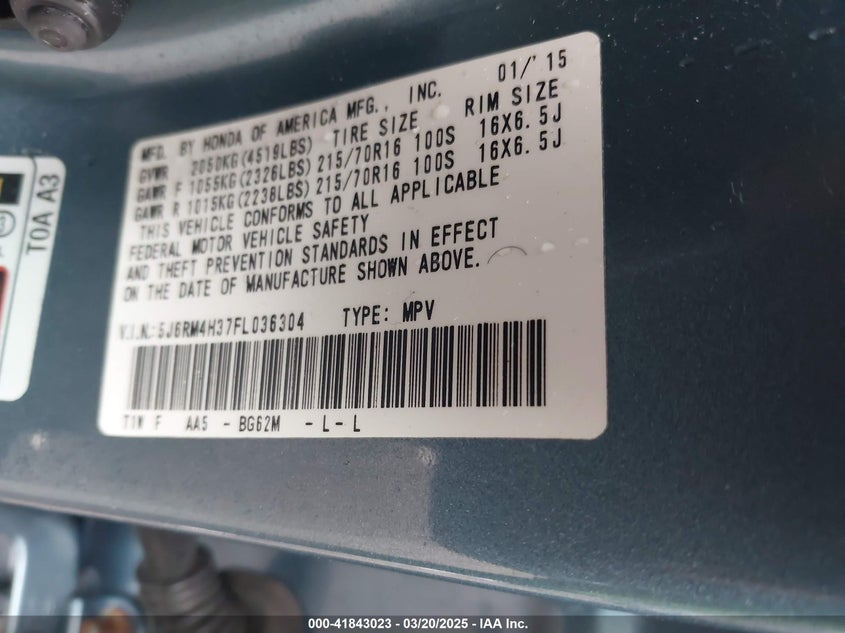 MFD. BY HONDA OF AMERICA MFG., INC. 01/'15
GVWR 2050KG(4519LBS) TIRE SIZE RIM SIZE
GAWR F 1055KG(2326LBS)215/70R16 100S 16X6.5J
GAWR R 1015KG(2238LBS)215/70R16 100S 16X6.5J
THIS VEHICLE CONFORMS TO ALL APPLICABLE
FEDERAL MOTOR VEHICLE SAFETY
AND THEFT PREVENTION STANDARDS IN EFFECT
ON THE DATE OF MANUFACTURE SHOWN ABOVE.
V.I.N.:5J6RM4H37FL036304 TYPE: MPV
T1W F AA5 - BG62M - L- L
T0A A3
000-41843023 - 03/20/2025 - IAA Inc.